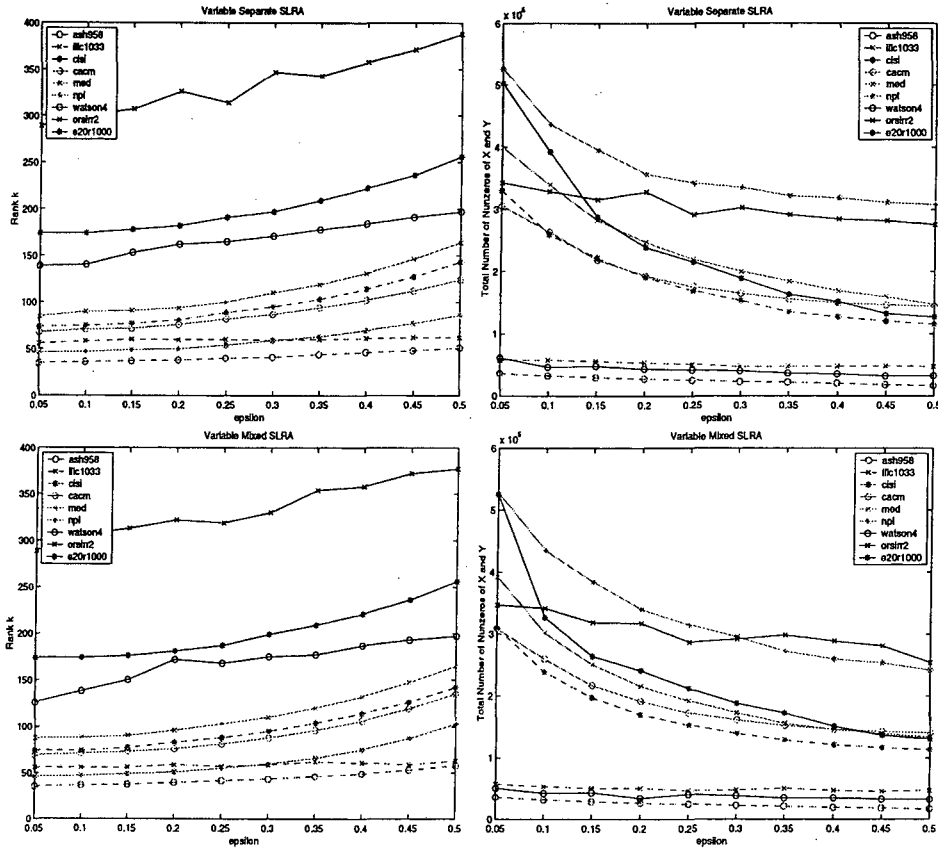 Variable Separate SLRA
400
350
300
250
200
150
100
50
0
Rank k
ash958
illc1033
cisi
cacm
med
npl
watson4
orsirr2
e20r1000
0.05 0.1 0.15 0.2 0.25 0.3 0.35 0.4 0.45 0.5
epsilon
Variable Separate SLRA
6 x 10
5
4
3
2
1
0
Total Number of Nunzeros of X and Y
ash958
illc1033
cisi
cacm
med
npl
watson4
orsirr2
e20r1000
0.05 0.1 0.15 0.2 0.25 0.3 0.35 0.4 0.45 0.5
epsilon
Variable Mixed SLRA
400
350
300
250
200
150
100
50
0
Rank k
ash958
illc1033
cisi
cacm
med
npl
watson4
orsirr2
e20r1000
0.05 0.1 0.15 0.2 0.25 0.3 0.35 0.4 0.45 0.5
epsilon
Variable Mixed SLRA
6 x 10
5
4
3
2
1
0
Total Number of Nunzeros of X and Y
ash958
illc1033
cisi
cacm
med
npl
watson4
orsirr2
e20r1000
0.05 0.1 0.15 0.2 0.25 0.3 0.35 0.4 0.45 0.5
epsilon